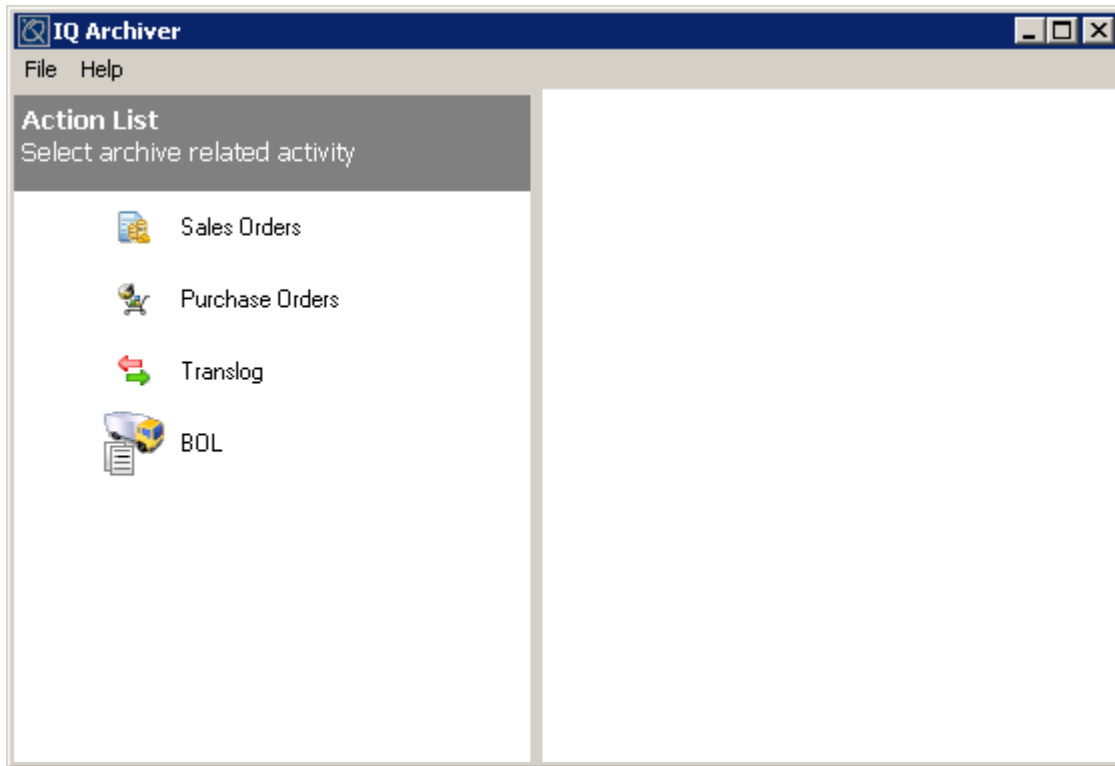 IQ Archiver
File Help
Action List
Select archive related activity
Sales Orders
Purchase Orders
Translog
BOL